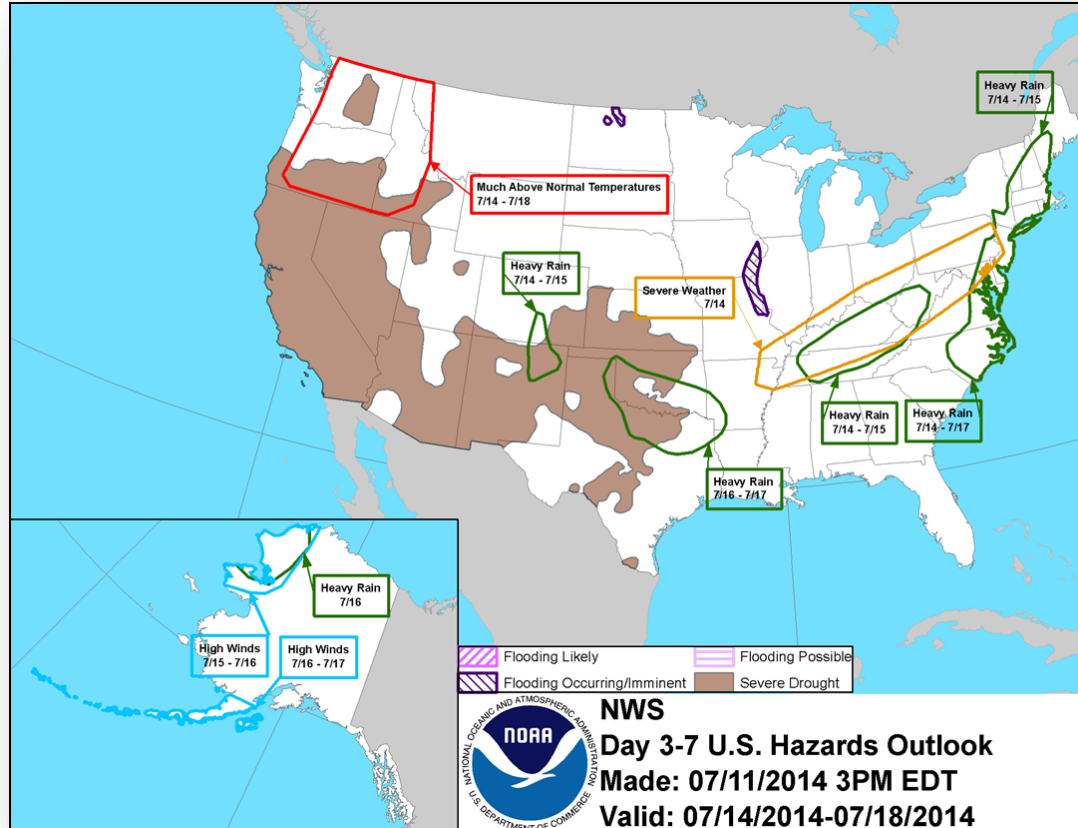 Heavy Rain
7/14 - 7/15
Much Above Normal Temperatures
7/14 - 7/18
Heavy Rain
7/14 - 7/15
Severe Weather
7/14
Heavy Rain
7/14 - 7/15
Heavy Rain
7/14 - 7/17
Heavy Rain
7/16 - 7/17
Heavy Rain
7/16
High Winds
7/15 - 7/16
High Winds
7/16 - 7/17
Flooding Likely
Flooding Possible
Flooding Occurring/Imminent
Severe Drought
NATIONAL OCEANIC AND ATMOSPHERIC ADMINISTRATION
NOAA
U.S. DEPARTMENT OF COMMERCE
NWS
Day 3-7 U.S. Hazards Outlook
Made: 07/11/2014 3PM EDT
Valid: 07/14/2014-07/18/2014